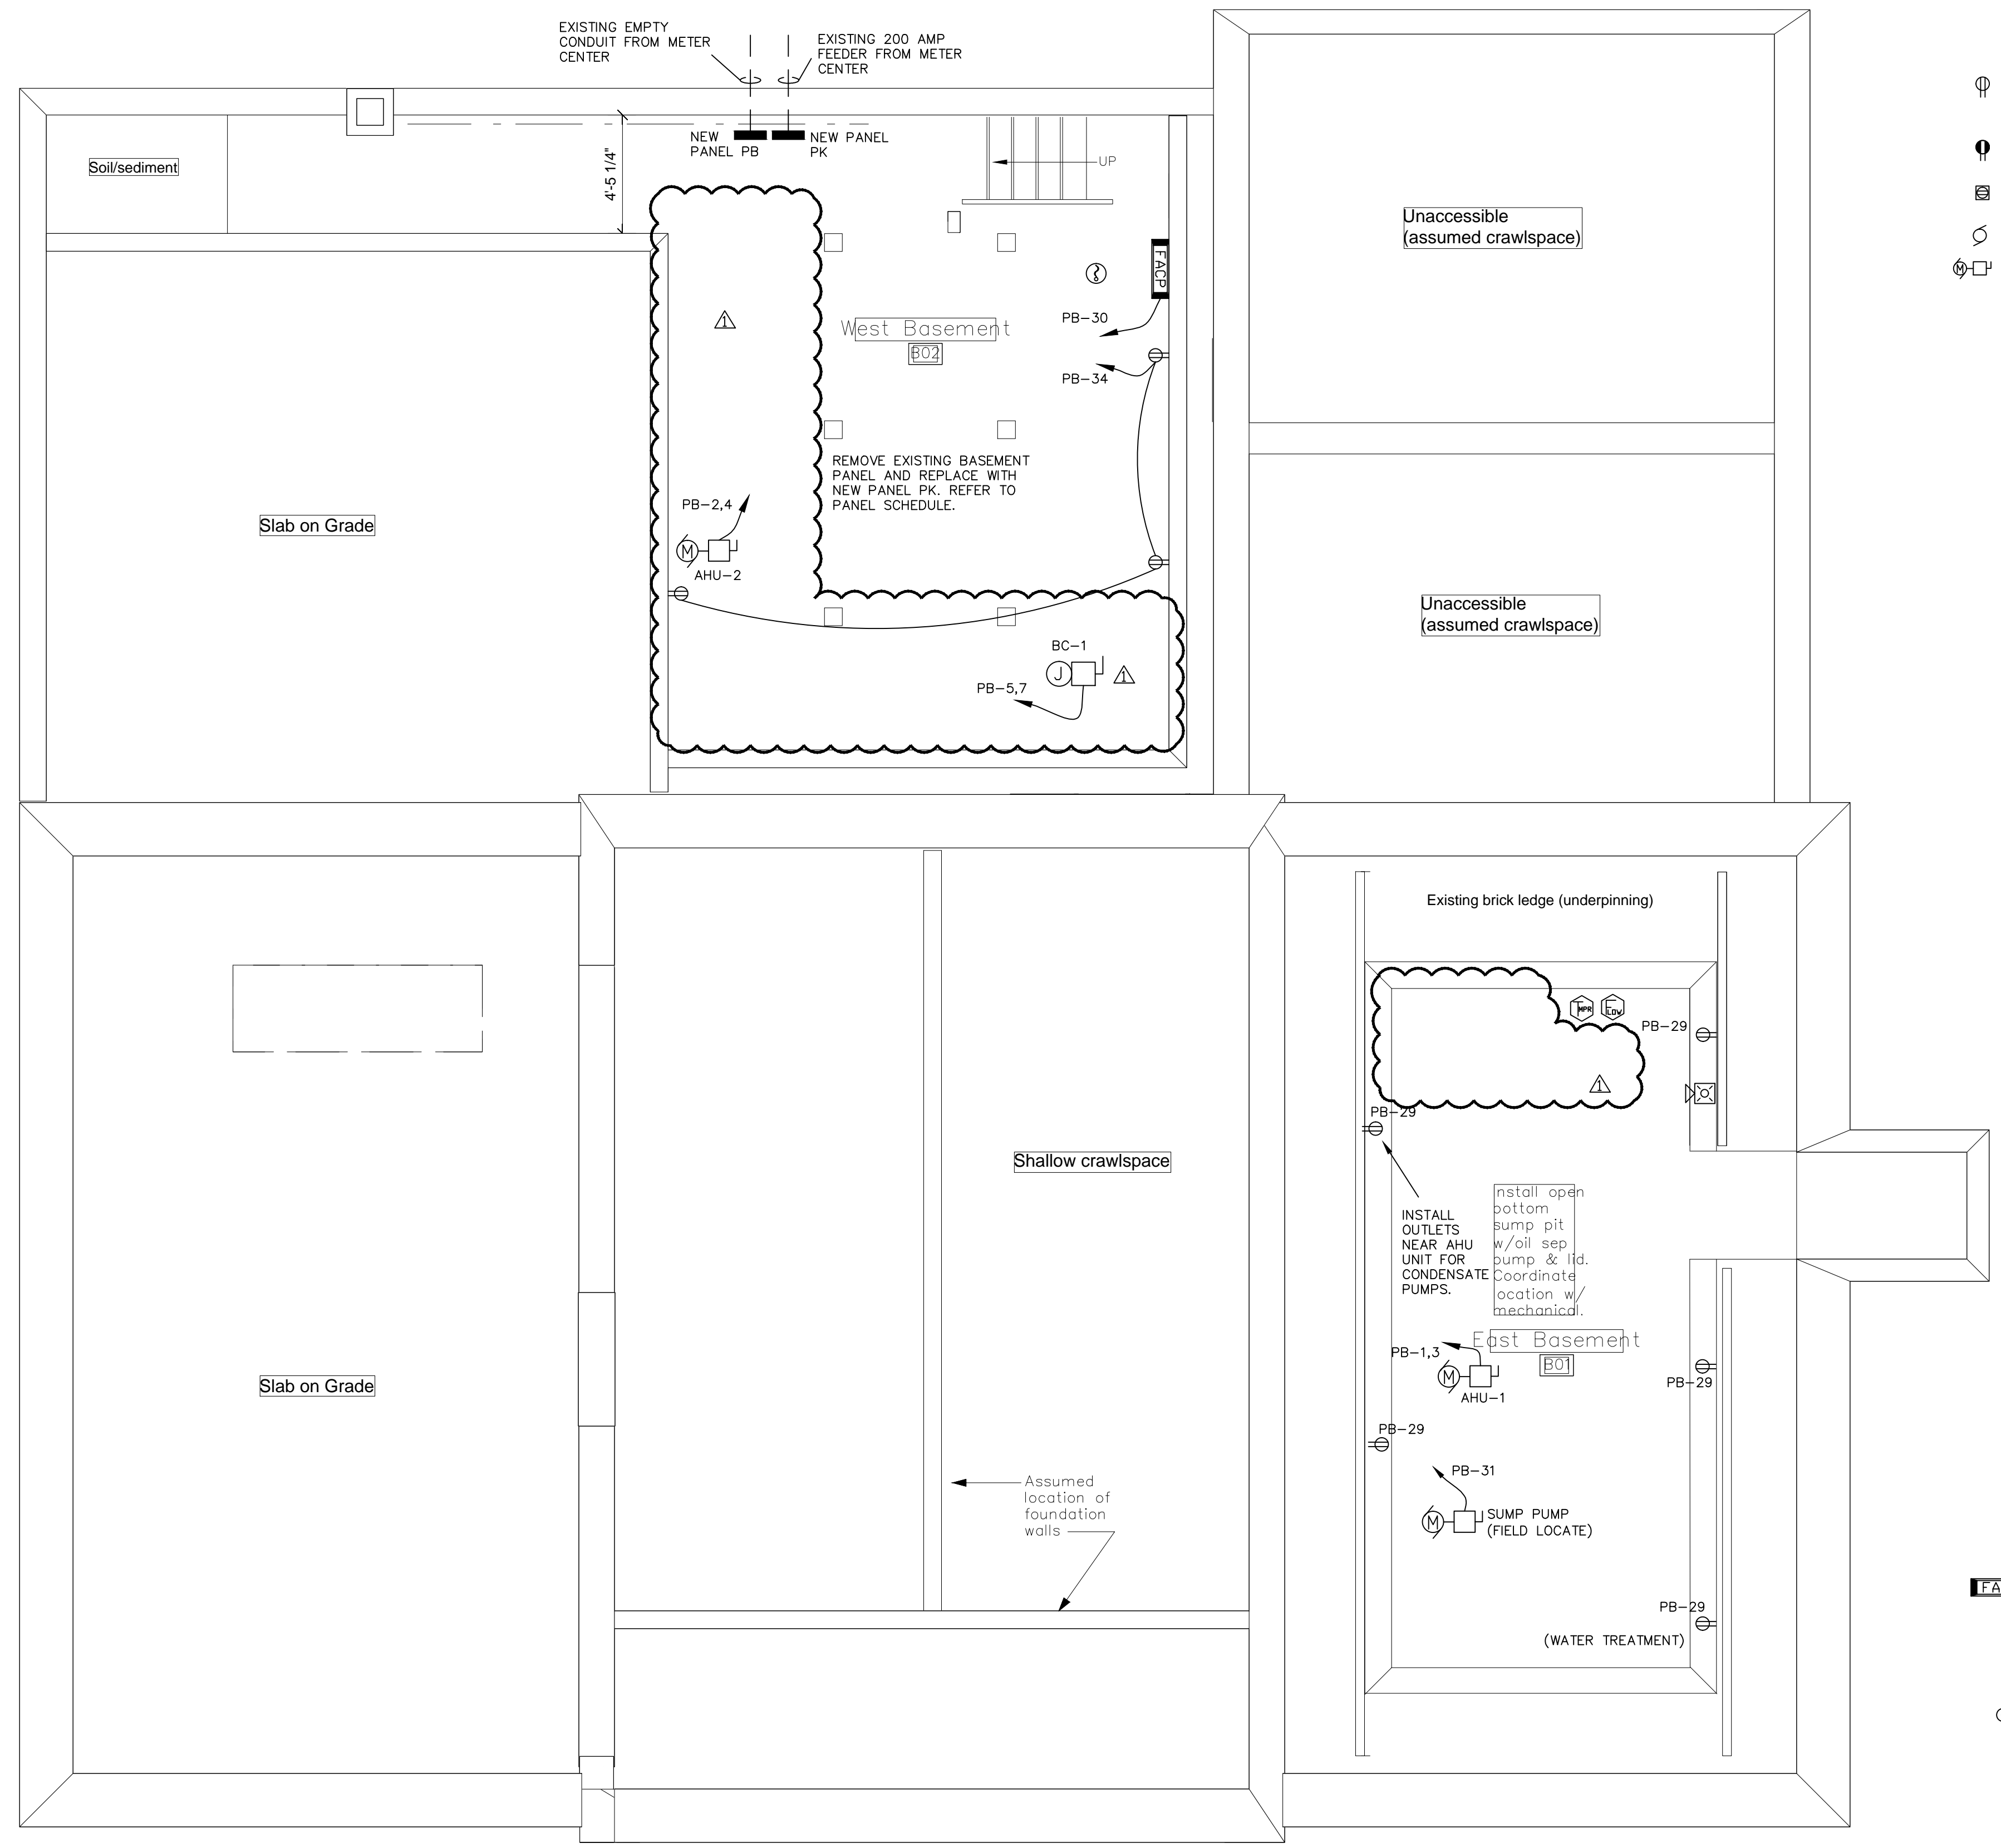 EXISTING EMPTY
CONDUIT FROM METER
CENTER
EXISTING 200 AMP
FEEDER FROM METER
CENTER
NEW
PANEL PB
NEW PANEL
PK
Soil/sediment
4'-5 1/4"
UP
Unaccessible
(assumed crawlspace)
FACP
1
PB-30
West Basement
B02
PB-34
REMOVE EXISTING BASEMENT
PANEL AND REPLACE WITH
NEW PANEL PK. REFER TO
PANEL SCHEDULE.
Slab on Grade
PB-2,4
M
AHU-2
M
Unaccessible
(assumed crawlspace)
BC-1
J
1
PB-5,7
Existing brick ledge (underpinning)
TMPR
FLOW
PB-29
1
PB-29
Shallow crawlspace
INSTALL
OUTLETS
NEAR AHU
UNIT FOR
CONDENSATE
PUMPS.
nstall open
bottom
sump pit
w/oil sep
pump & lid.
Coordinate
location w/
mechanical.
East Basement
B01
PB-1,3
M
AHU-1
PB-29
Slab on Grade
PB-29
PB-31
M
SUMP PUMP
(FIELD LOCATE)
Assumed
location of
foundation
walls
FA
PB-29
(WATER TREATMENT)